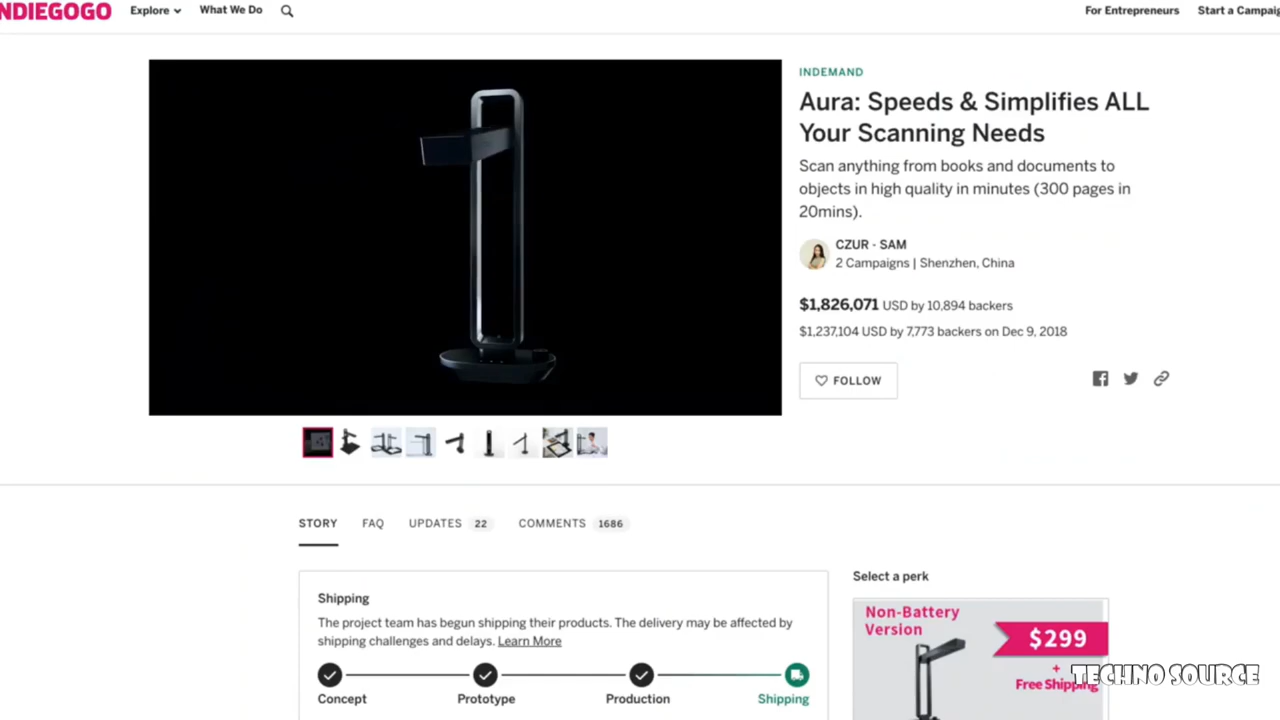 NDIEGOGO
Explore
What We Do
For Entrepreneurs
Start a Campaig
INDEMAND
Aura: Speeds & Simplifies ALL
Your Scanning Needs
Scan anything from books and documents to
objects in high quality in minutes (300 pages in
20mins).
CZUR - SAM
2 Campaigns | Shenzhen, China
$1,826,071 USD by 10,894 backers
$1,237,104 USD by 7,773 backers on Dec 9, 2018
FOLLOW
STORY
FAQ
UPDATES 22
COMMENTS 1686
Shipping
The project team has begun shipping their products. The delivery may be affected by
shipping challenges and delays. Learn More
Concept
Prototype
Production
Shipping
Select a perk
Non-Battery
Version
$299
+
Free Shipping
TECHNO SOURCE